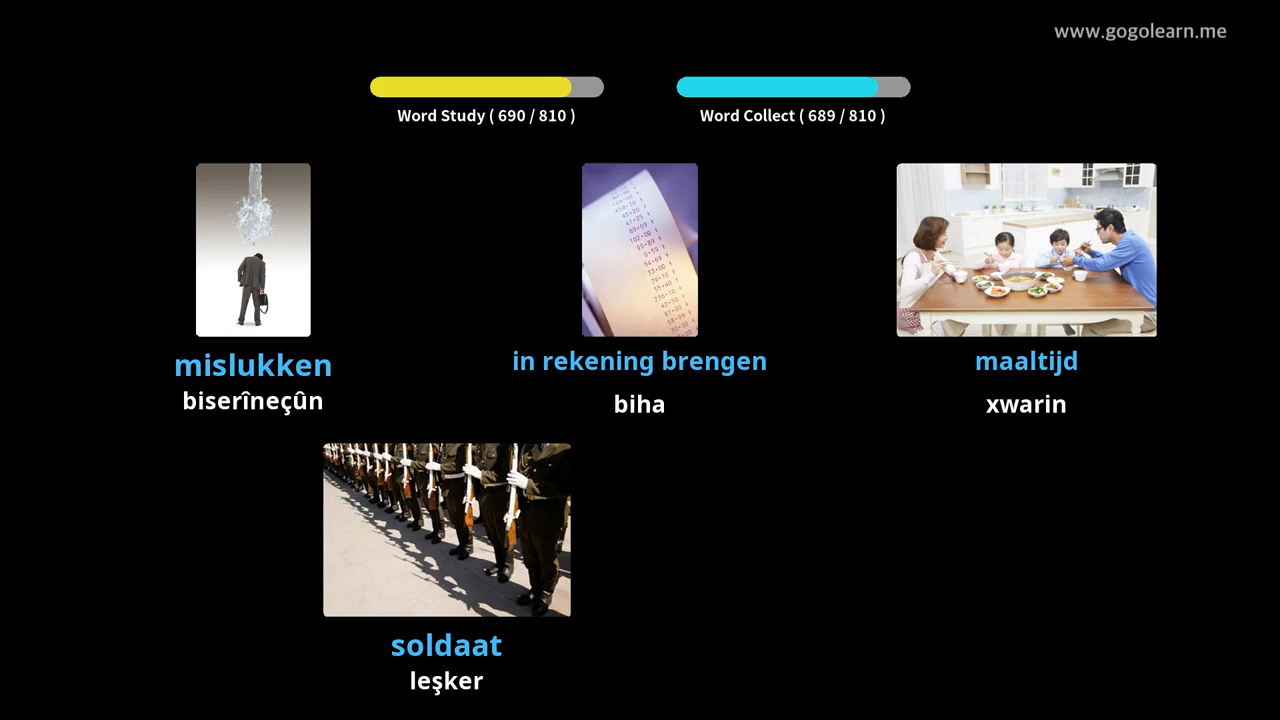 www.gogolearn.me
Word Study ( 690 / 810 )
Word Collect ( 689 / 810 )
mislukken
biserîneçûn
in rekening brengen
biha
maaltijd
xwarin
soldaat
leşker